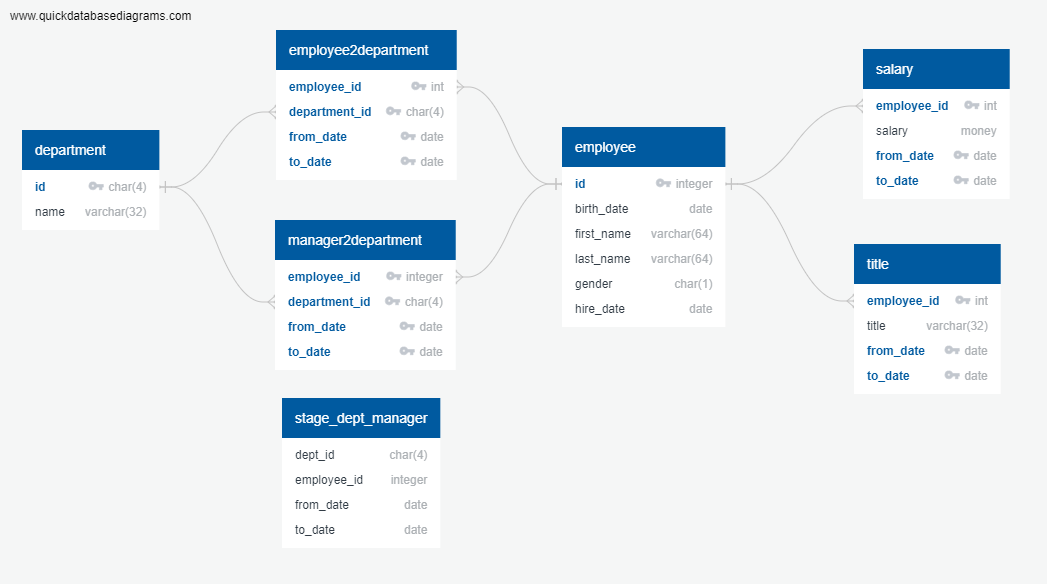 www.quickdatabasediagrams.com
department
id char(4)
name varchar(32)
employee2department
employee_id int
department_id char(4)
from_date date
to_date date
manager2department
employee_id integer
department_id char(4)
from_date date
to_date date
stage_dept_manager
dept_id char(4)
employee_id integer
from_date date
to_date date
employee
id integer
birth_date date
first_name varchar(64)
last_name varchar(64)
gender char(1)
hire_date date
salary
employee_id int
salary money
from_date date
to_date date
title
employee_id int
title varchar(32)
from_date date
to_date date